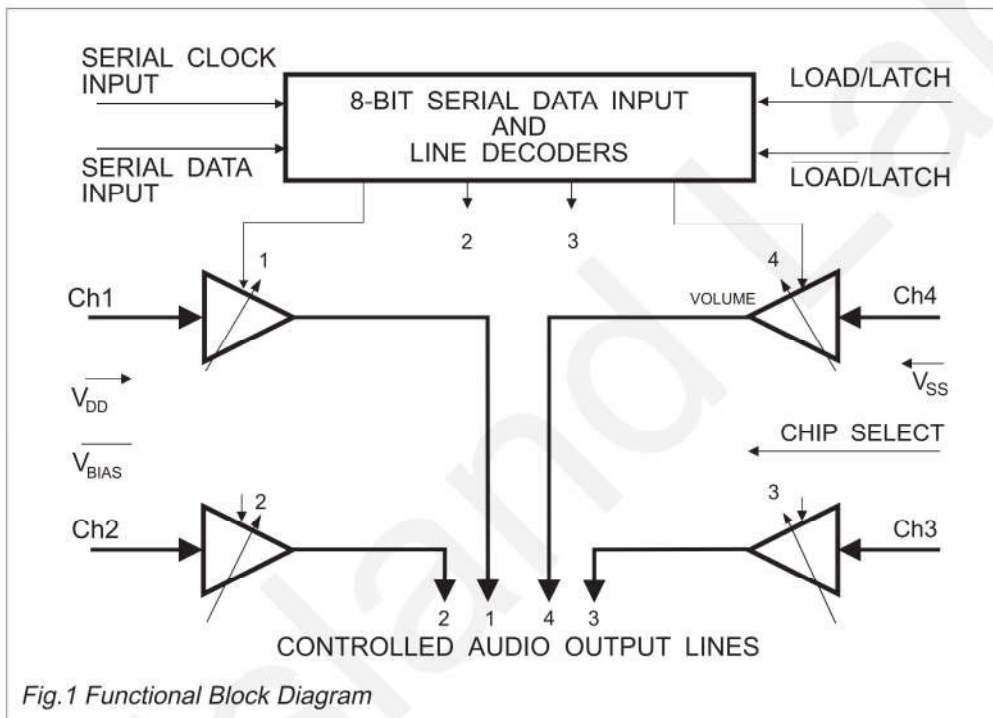 SERIAL CLOCK
INPUT
SERIAL DATA
INPUT
8-BIT SERIAL DATA INPUT
AND
LINE DECODERS
LOAD/LATCH
LOAD/LATCH
2 3
1
Ch1
4
VOLUME
Ch4
VDD
VSS
VBIAS
CHIP SELECT
2
Ch2
3
Ch3
2 1 4 3
CONTROLLED AUDIO OUTPUT LINES
Fig.1 Functional Block Diagram